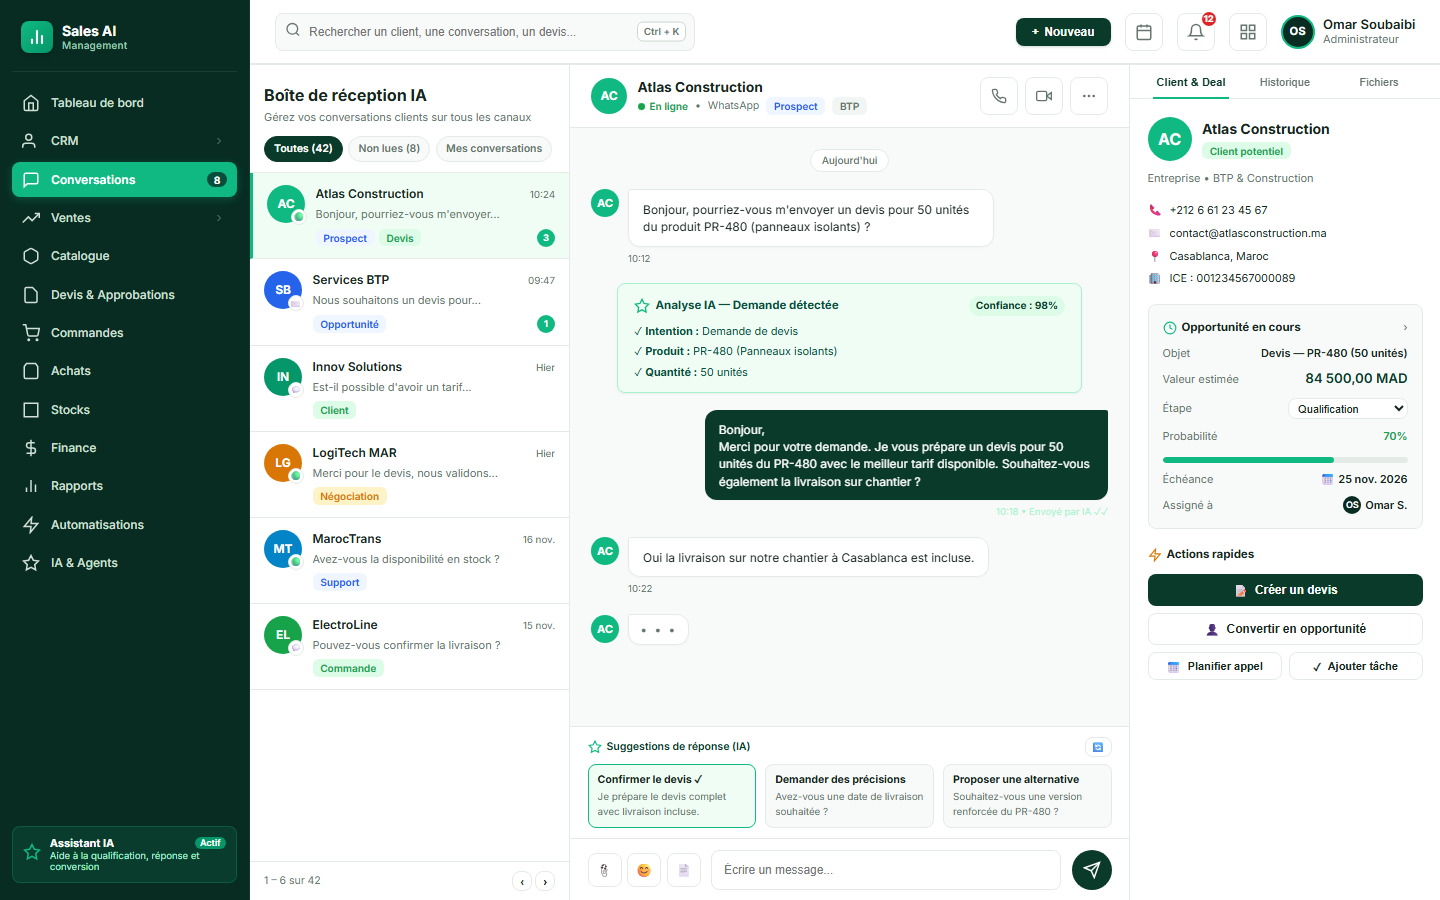 Sales AI
Management
Tableau de bord
CRM
Conversations
8
Ventes
Catalogue
Devis & Approbations
Commandes
Achats
Stocks
Finance
Rapports
Automatisations
IA & Agents
Assistant IA
Actif
Aide à la qualification, réponse et
conversion
Rechercher un client, une conversation, un devis...
Ctrl + K
+ Nouveau
12
OS
Omar Soubaibi
Administrateur
Boîte de réception IA
Gérez vos conversations clients sur tous les canaux
Toutes (42)
Non lues (8)
Mes conversations
AC
Atlas Construction
10:24
Bonjour, pourriez-vous m'envoyer...
Prospect
Devis
3
SB
Services BTP
09:47
Nous souhaitons un devis pour...
Opportunité
1
IN
Innov Solutions
Hier
Est-il possible d'avoir un tarif...
Client
LG
LogiTech MAR
Hier
Merci pour le devis, nous validons...
Négociation
MT
MarocTrans
16 nov.
Avez-vous la disponibilité en stock ?
Support
EL
ElectroLine
15 nov.
Pouvez-vous confirmer la livraison ?
Commande
1 – 6 sur 42
‹
›
AC
Atlas Construction
En ligne • WhatsApp
Prospect
BTP
Aujourd'hui
AC
Bonjour, pourriez-vous m'envoyer un devis pour 50 unités
du produit PR-480 (panneaux isolants) ?
10:12
Analyse IA — Demande détectée
Confiance : 98%
✓ Intention : Demande de devis
✓ Produit : PR-480 (Panneaux isolants)
✓ Quantité : 50 unités
Bonjour,
Merci pour votre demande. Je vous prépare un devis pour 50
unités du PR-480 avec le meilleur tarif disponible. Souhaitez-vous
également la livraison sur chantier ?
10:18 • Envoyé par IA ✓✓
AC
Oui la livraison sur notre chantier à Casablanca est incluse.
10:22
AC
• • •
Suggestions de réponse (IA)
Confirmer le devis ✓
Je prépare le devis complet
avec livraison incluse.
Demander des précisions
Avez-vous une date de livraison
souhaitée ?
Proposer une alternative
Souhaitez-vous une version
renforcée du PR-480 ?
Écrire un message...
Client & Deal
Historique
Fichiers
AC
Atlas Construction
Client potentiel
Entreprise • BTP & Construction
+212 6 61 23 45 67
contact@atlasconstruction.ma
Casablanca, Maroc
ICE : 001234567000089
Opportunité en cours
›
Objet
Devis — PR-480 (50 unités)
Valeur estimée
84 500,00 MAD
Étape
Qualification
Probabilité
70%
Échéance
25 nov. 2026
Assigné à
OS
Omar S.
Actions rapides
Créer un devis
Convertir en opportunité
Planifier appel
✓ Ajouter tâche